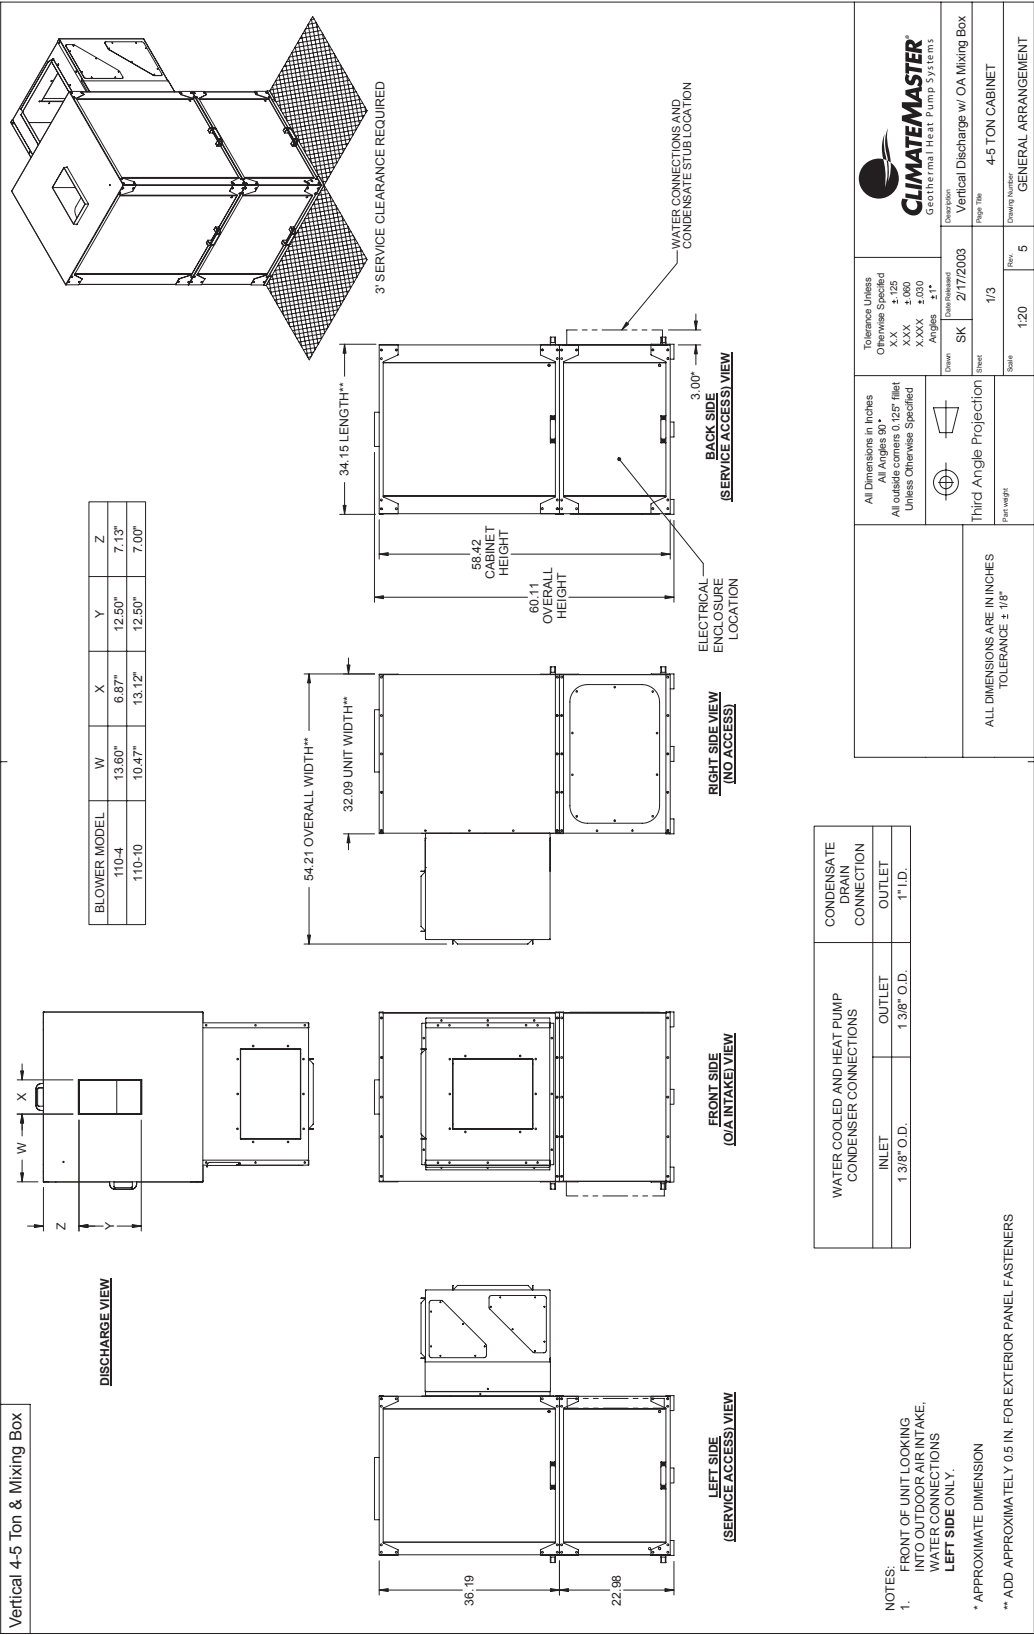 Vertical 4-5 Ton & Mixing Box
DISCHARGE VIEW
W
X
Z
Y
BLOWER MODEL W X Y Z
110-4 13.60" 6.87" 12.50" 7.13"
110-10 10.47" 13.12" 12.50" 7.00"
3' SERVICE CLEARANCE REQUIRED
36.19
22.98
LEFT SIDE
(SERVICE ACCESS) VIEW
FRONT SIDE
(O/A INTAKE) VIEW
54.21 OVERALL WIDTH**
32.09 UNIT WIDTH**
RIGHT SIDE VIEW
(NO ACCESS)
34.15 LENGTH**
58.42
CABINET
HEIGHT
60.11
OVERALL
HEIGHT
ELECTRICAL
ENCLOSURE
LOCATION
3.00*
BACK SIDE
(SERVICE ACCESS) VIEW
WATER CONNECTIONS AND
CONDENSATE STUB LOCATION
WATER COOLED AND HEAT PUMP
CONDENSER CONNECTIONS
CONDENSATE
DRAIN
CONNECTION
INLET OUTLET OUTLET
1 3/8" O.D. 1 3/8" O.D. 1" I.D.
NOTES:
1. FRONT OF UNIT LOOKING
INTO OUTDOOR AIR INTAKE,
WATER CONNECTIONS
LEFT SIDE ONLY.
* APPROXIMATE DIMENSION
** ADD APPROXIMATELY 0.5 IN. FOR EXTERIOR PANEL FASTENERS
ALL DIMENSIONS ARE IN INCHES
TOLERANCE ± 1/8"
All Dimensions in Inches
All Angles 90°
All outside corners 0.125" fillet
Unless Otherwise Specified
Third Angle Projection
Part weight
Tolerance Unless
Otherwise Specified
X.X ±.125
X.XX ±.060
X.XXX ±.030
Angles ±1°
CLIMATEMASTER®
Geothermal Heat Pump Systems
Drawn
SK
Date Released
2/17/2003
Description
Vertical Discharge w/ OA Mixing Box
Sheet
1/3
Page Title
4-5 TON CABINET
Scale
1:20
Rev.
5
Drawing Number
GENERAL ARRANGEMENT